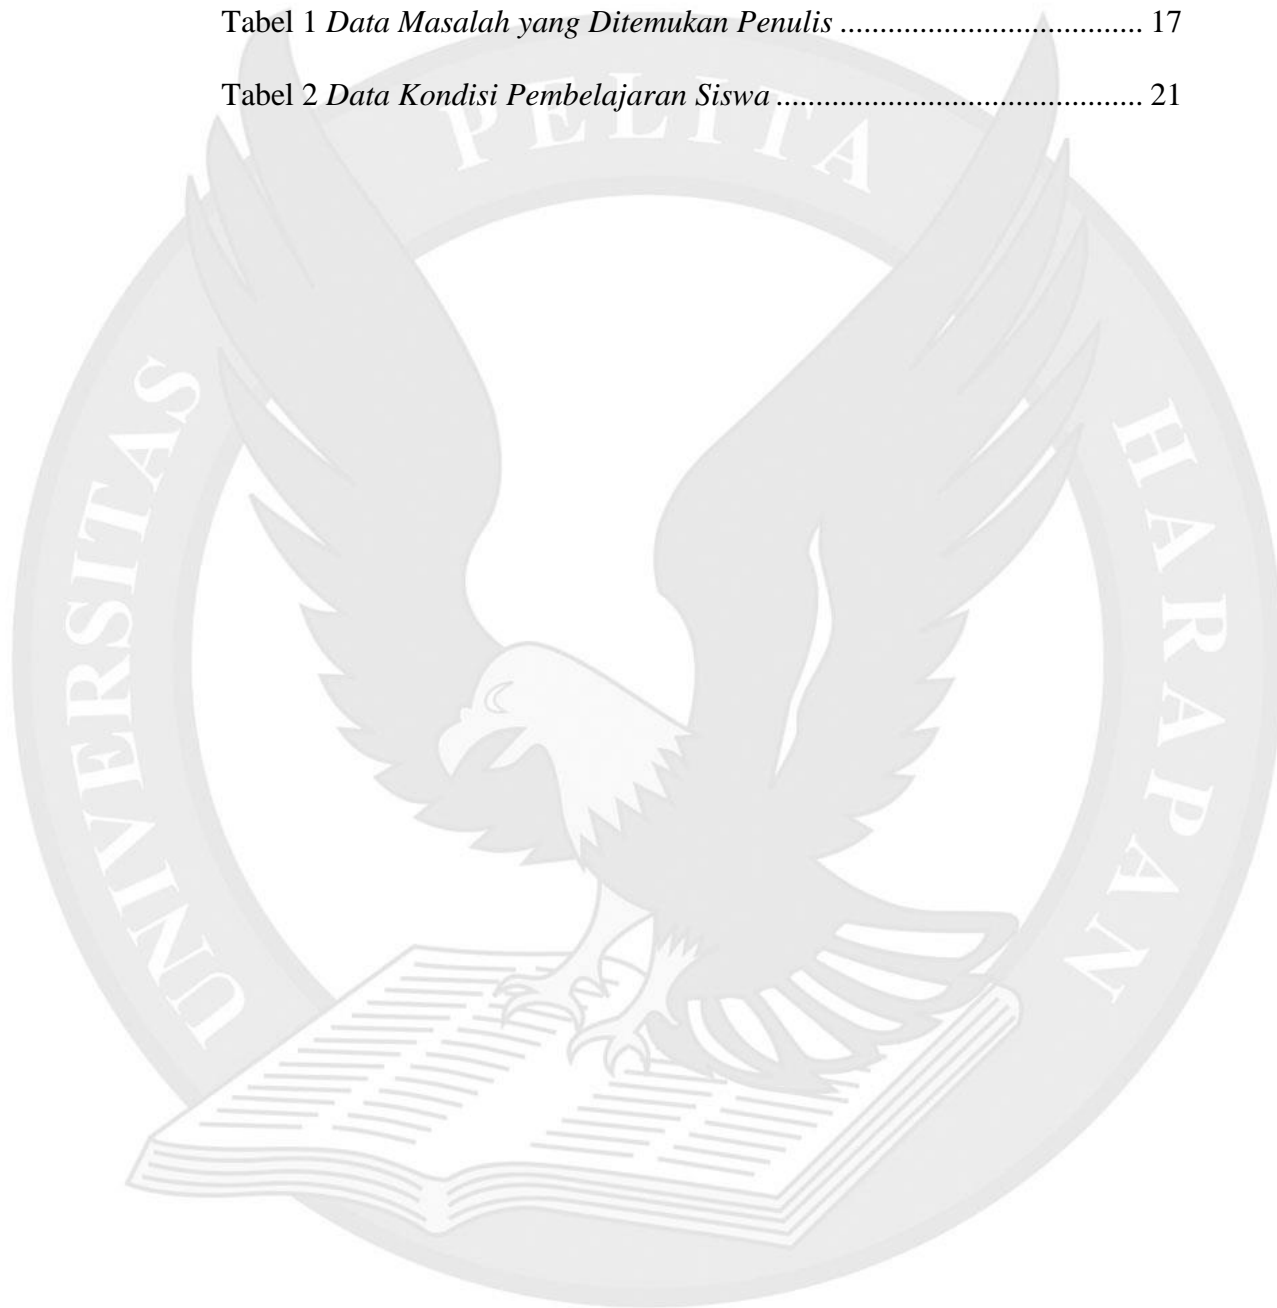 Tabel 1 Data Masalah yang Ditemukan Penulis ...................................... 17
Tabel 2 Data Kondisi Pembelajaran Siswa .............................................. 21
UNIVERSITAS PELITA HARAPAN